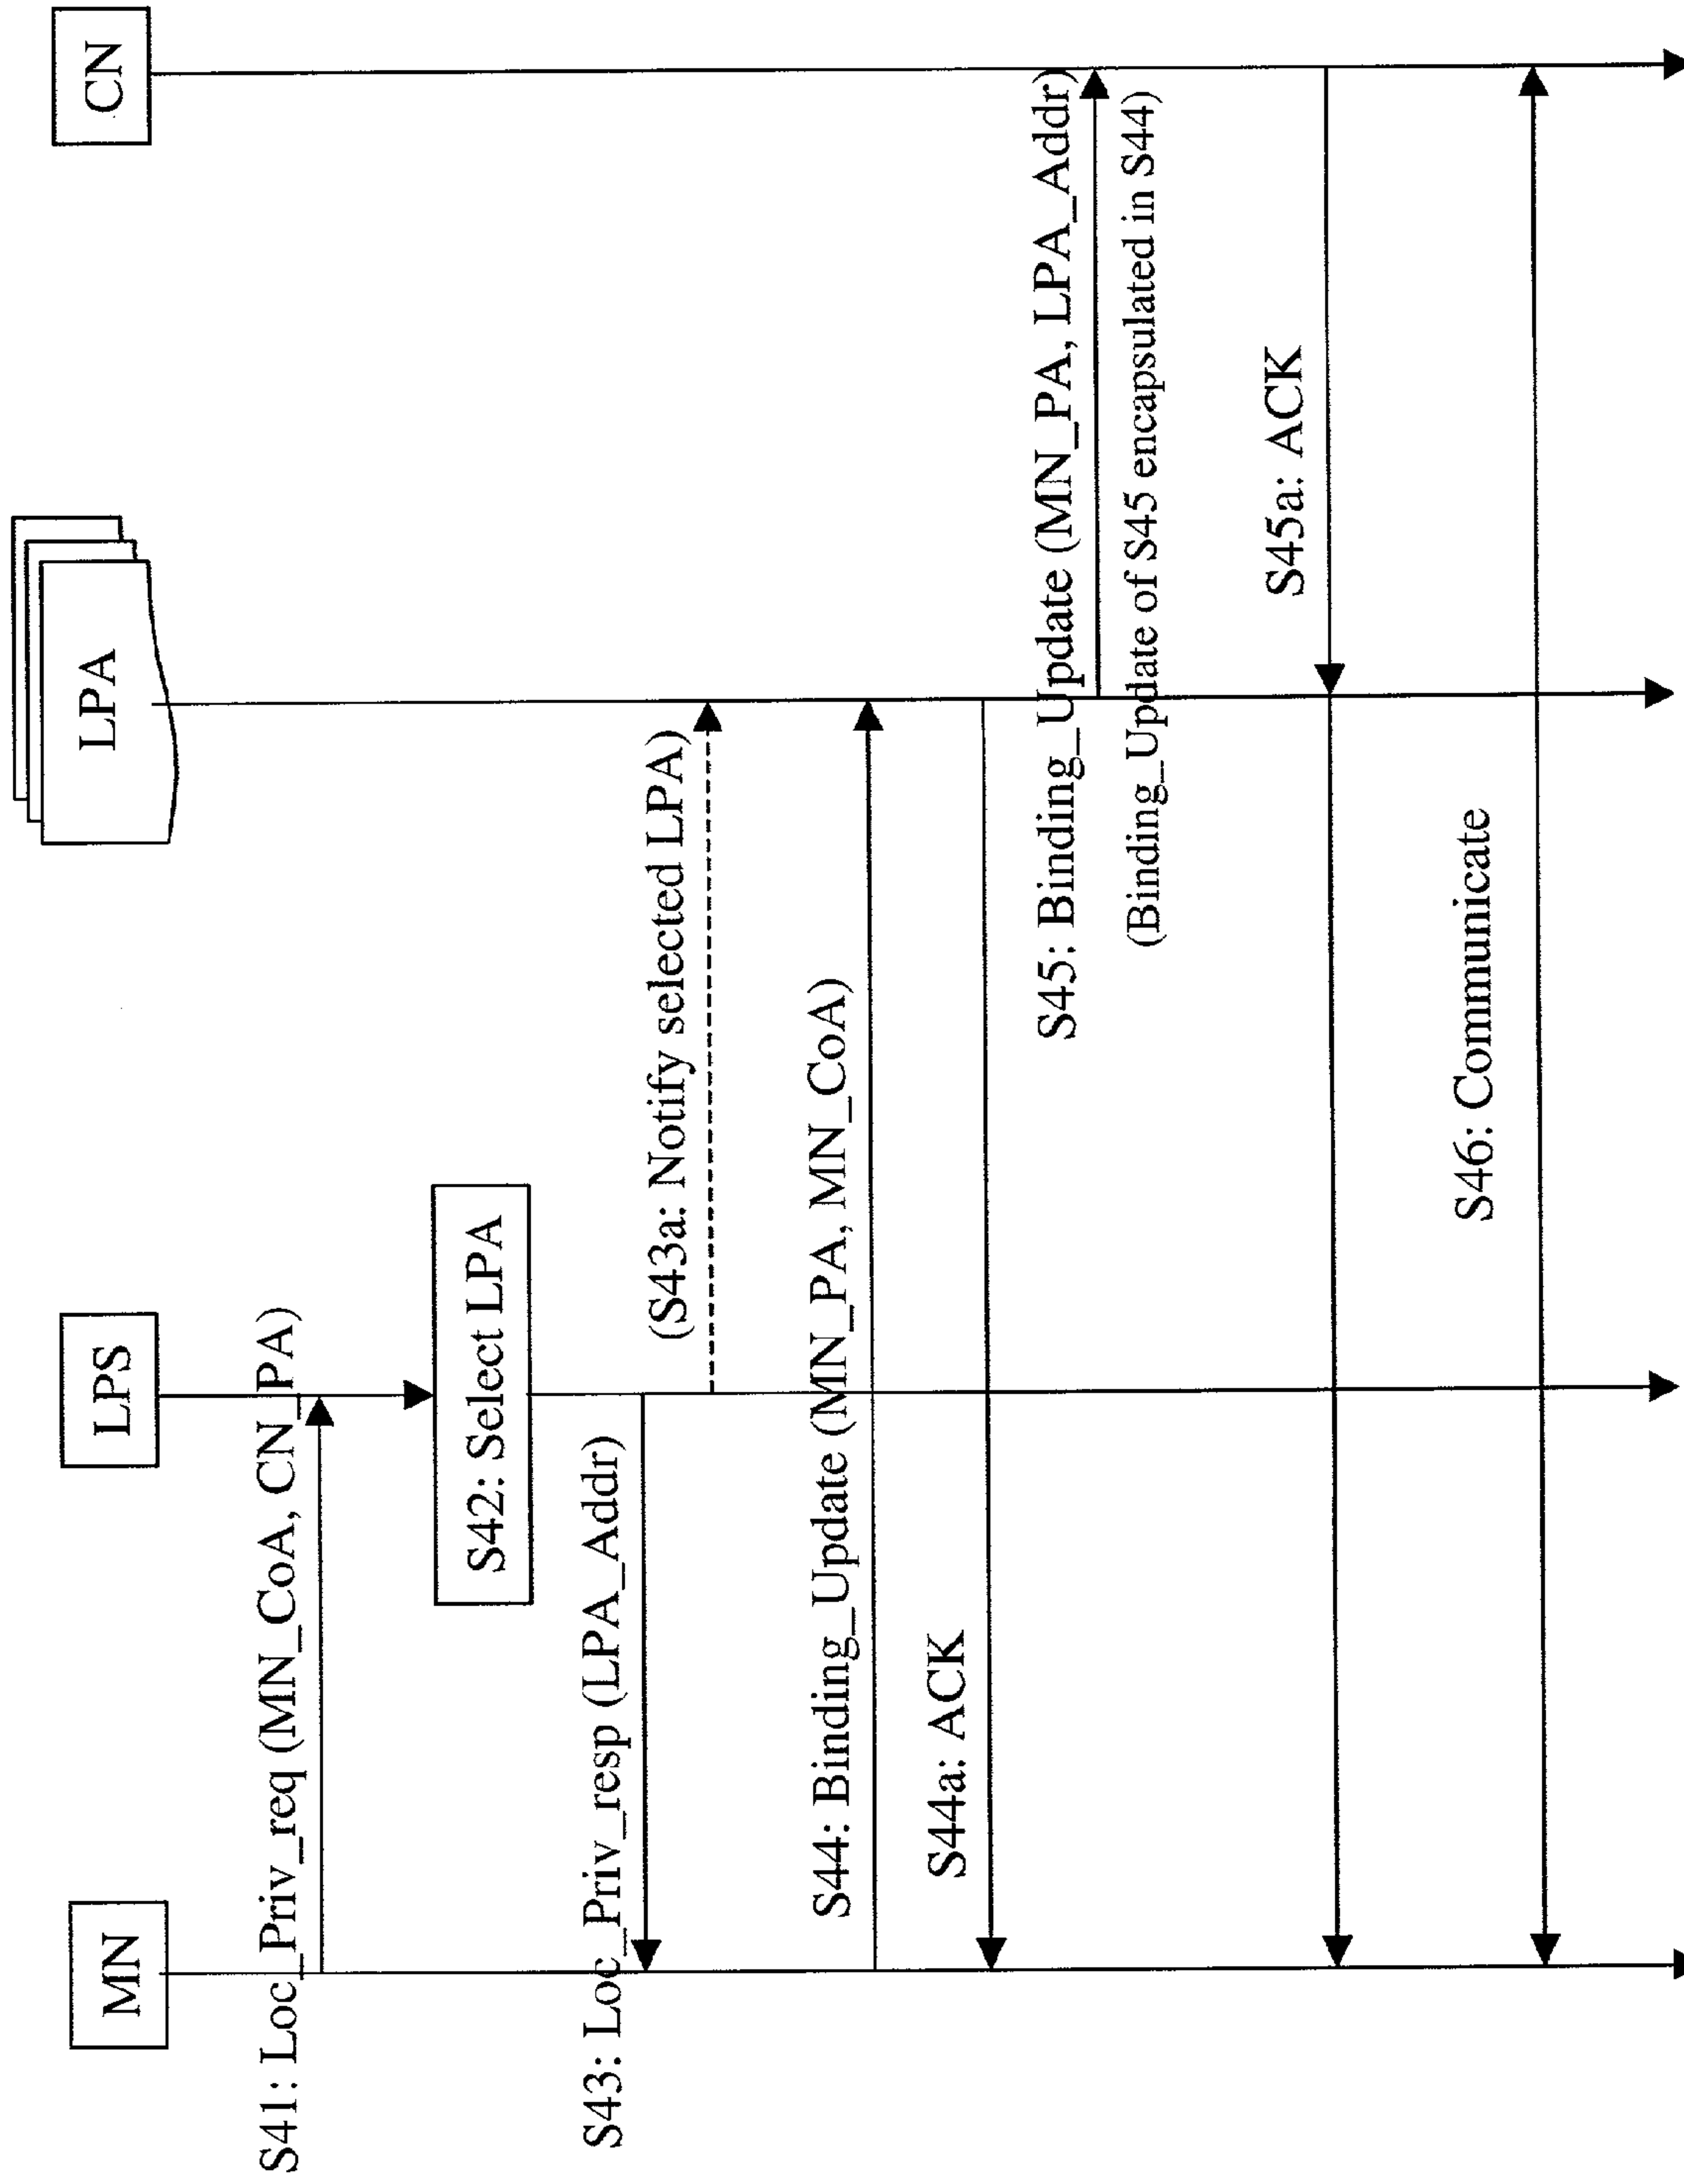 MN
LPS
LPA
CN
S41: Loc_Priv_req (MN_CoA, CN_PA)
S42: Select LPA
S43: Loc_Priv_resp (LPA_Addr)
(S43a: Notify selected LPA)
S44: Binding_Update (MN_PA, MN_CoA)
S44a: ACK
S45: Binding_Update (MN_PA, LPA_Addr)
(Binding_Update of S45 encapsulated in S44)
S45a: ACK
S46: Communicate